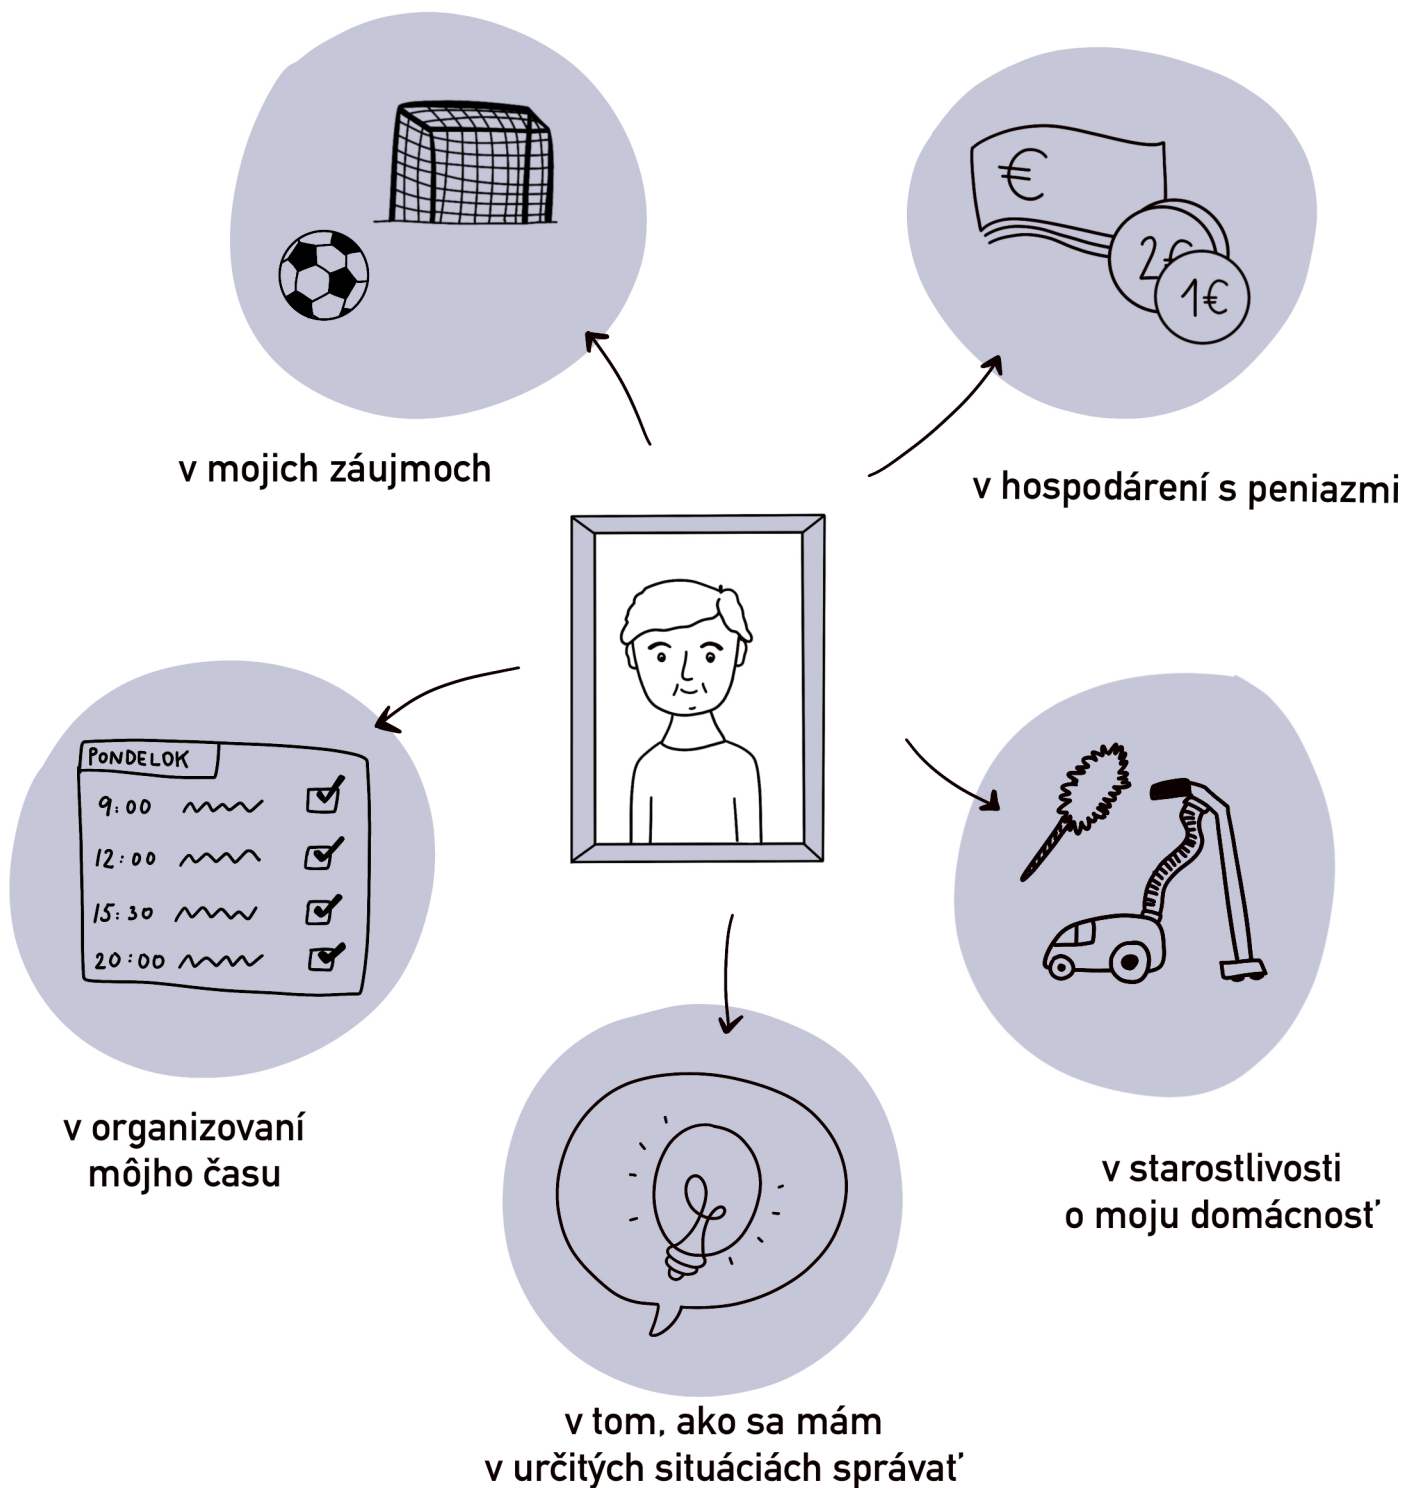 €
2€
1€
v mojich záujmoch
v hospodárení s peniazmi
PONDELOK
9:00
12:00
15:30
20:00
v organizovaní
môjho času
v starostlivosti
o moju domácnosť
v tom, ako sa mám
v určitých situáciách správať